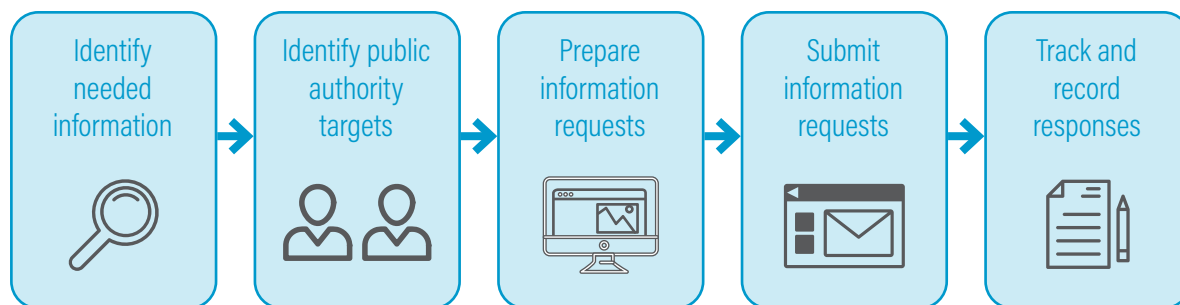 Identify
needed
information
Identify public
authority
targets
Prepare
information
requests
Submit
information
requests
Track and
record
responses